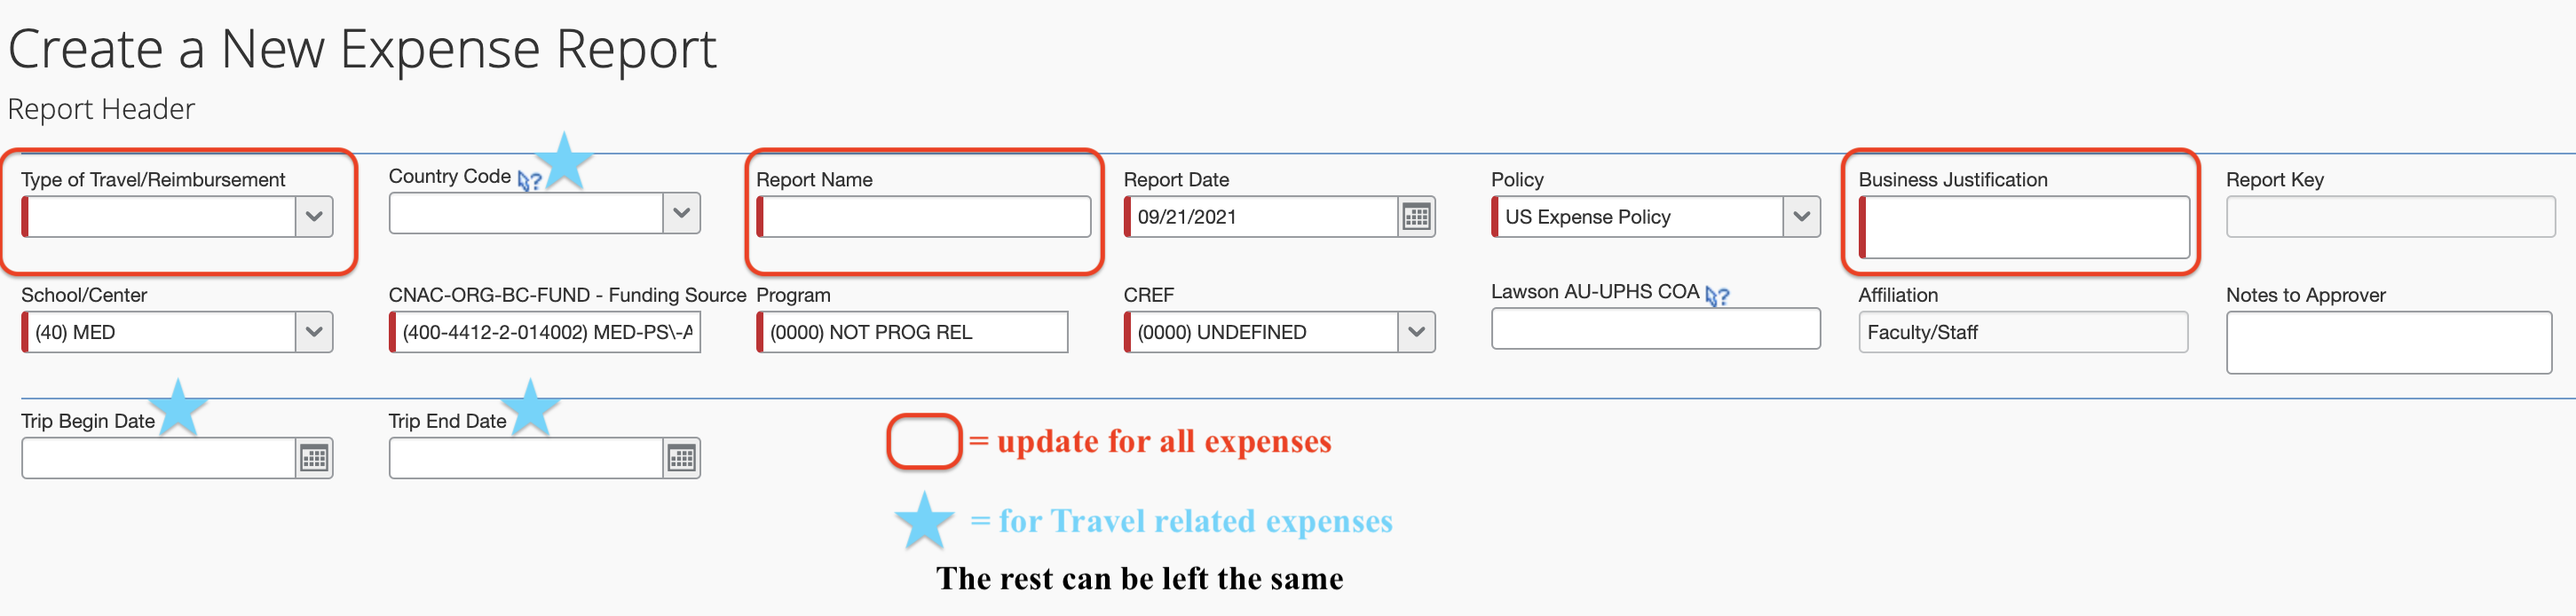 Create a New Expense Report
Report Header
Type of Travel/Reimbursement
Country Code
Report Name
Report Date
Policy
Business Justification
Report Key
09/21/2021
US Expense Policy
School/Center
CNAC-ORG-BC-FUND - Funding Source
Program
CREF
Lawson AU-UPHS COA
Affiliation
Notes to Approver
(40) MED
(400-4412-2-014002) MED-PS\-A
(0000) NOT PROG REL
(0000) UNDEFINED
Faculty/Staff
Trip Begin Date
Trip End Date
= update for all expenses
= for Travel related expenses
The rest can be left the same